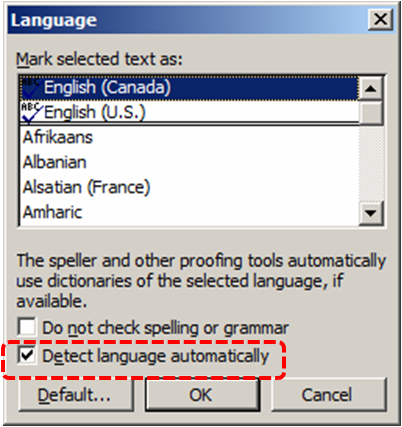 Language
Mark selected text as:
ABC English (Canada)
ABC English (U.S.)
Afrikaans
Albanian
Alsatian (France)
Amharic
The speller and other proofing tools automatically
use dictionaries of the selected language, if
available.
Do not check spelling or grammar
Detect language automatically
Default... OK Cancel